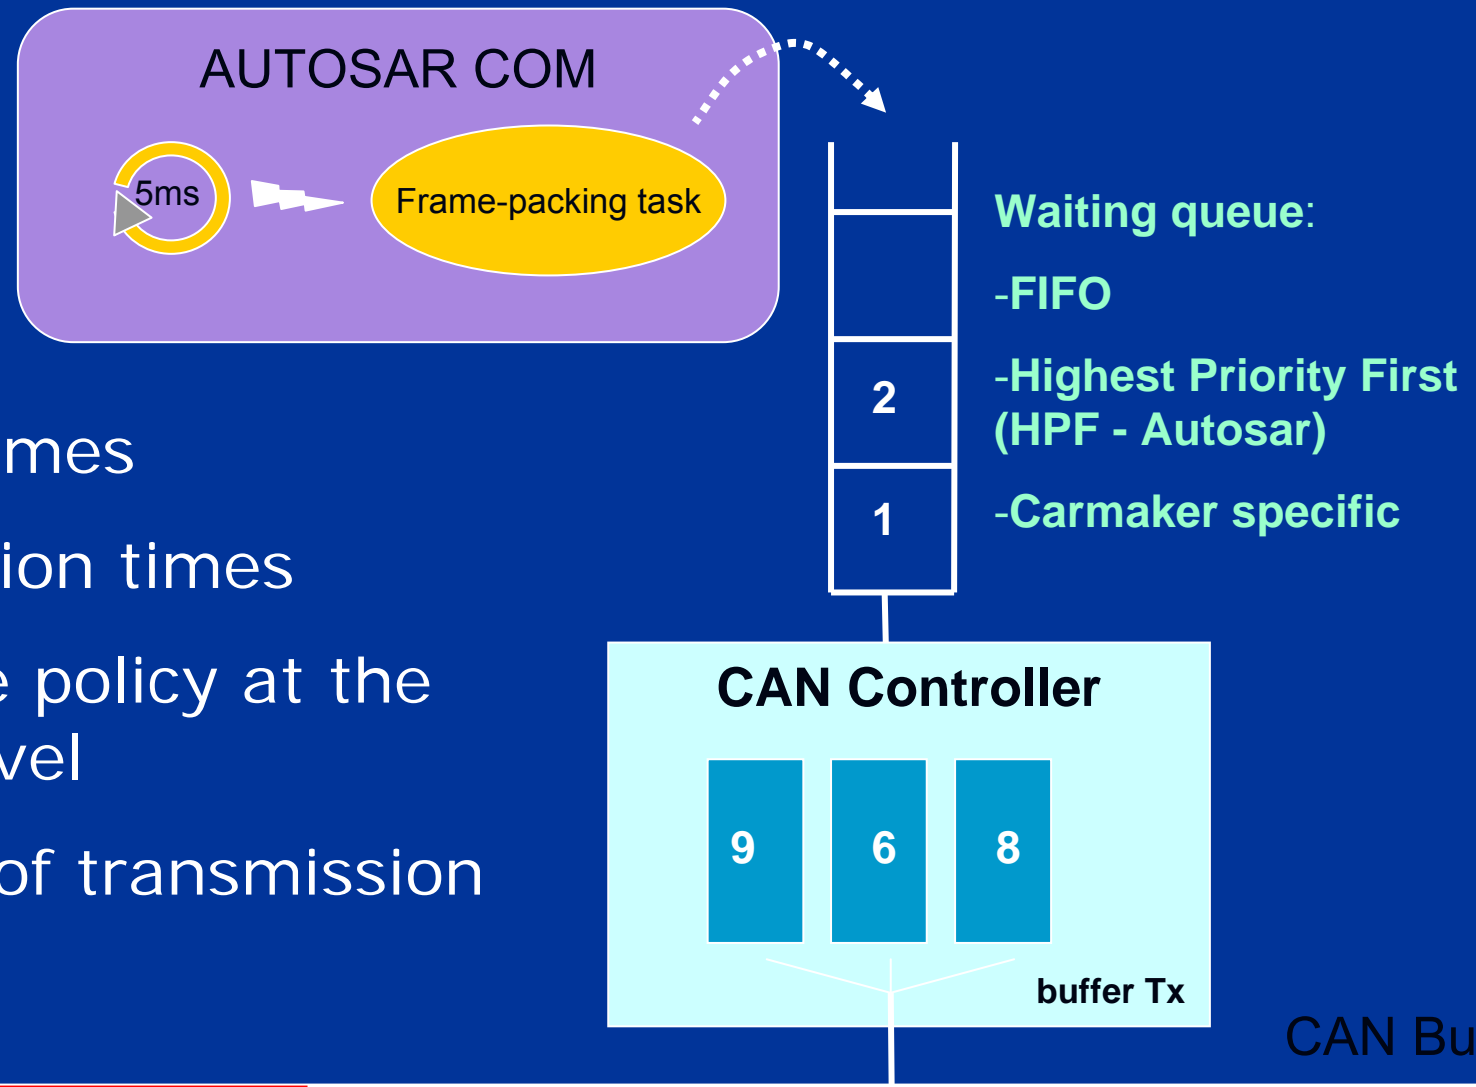 AUTOSAR COM
5ms
Frame-packing task
Waiting queue:
-FIFO
-Highest Priority First
(HPF - Autosar)
-Carmaker specific
2
1
mes
ion times
e policy at the
vel
of transmission
CAN Controller
9 6 8
buffer Tx
CAN Bu